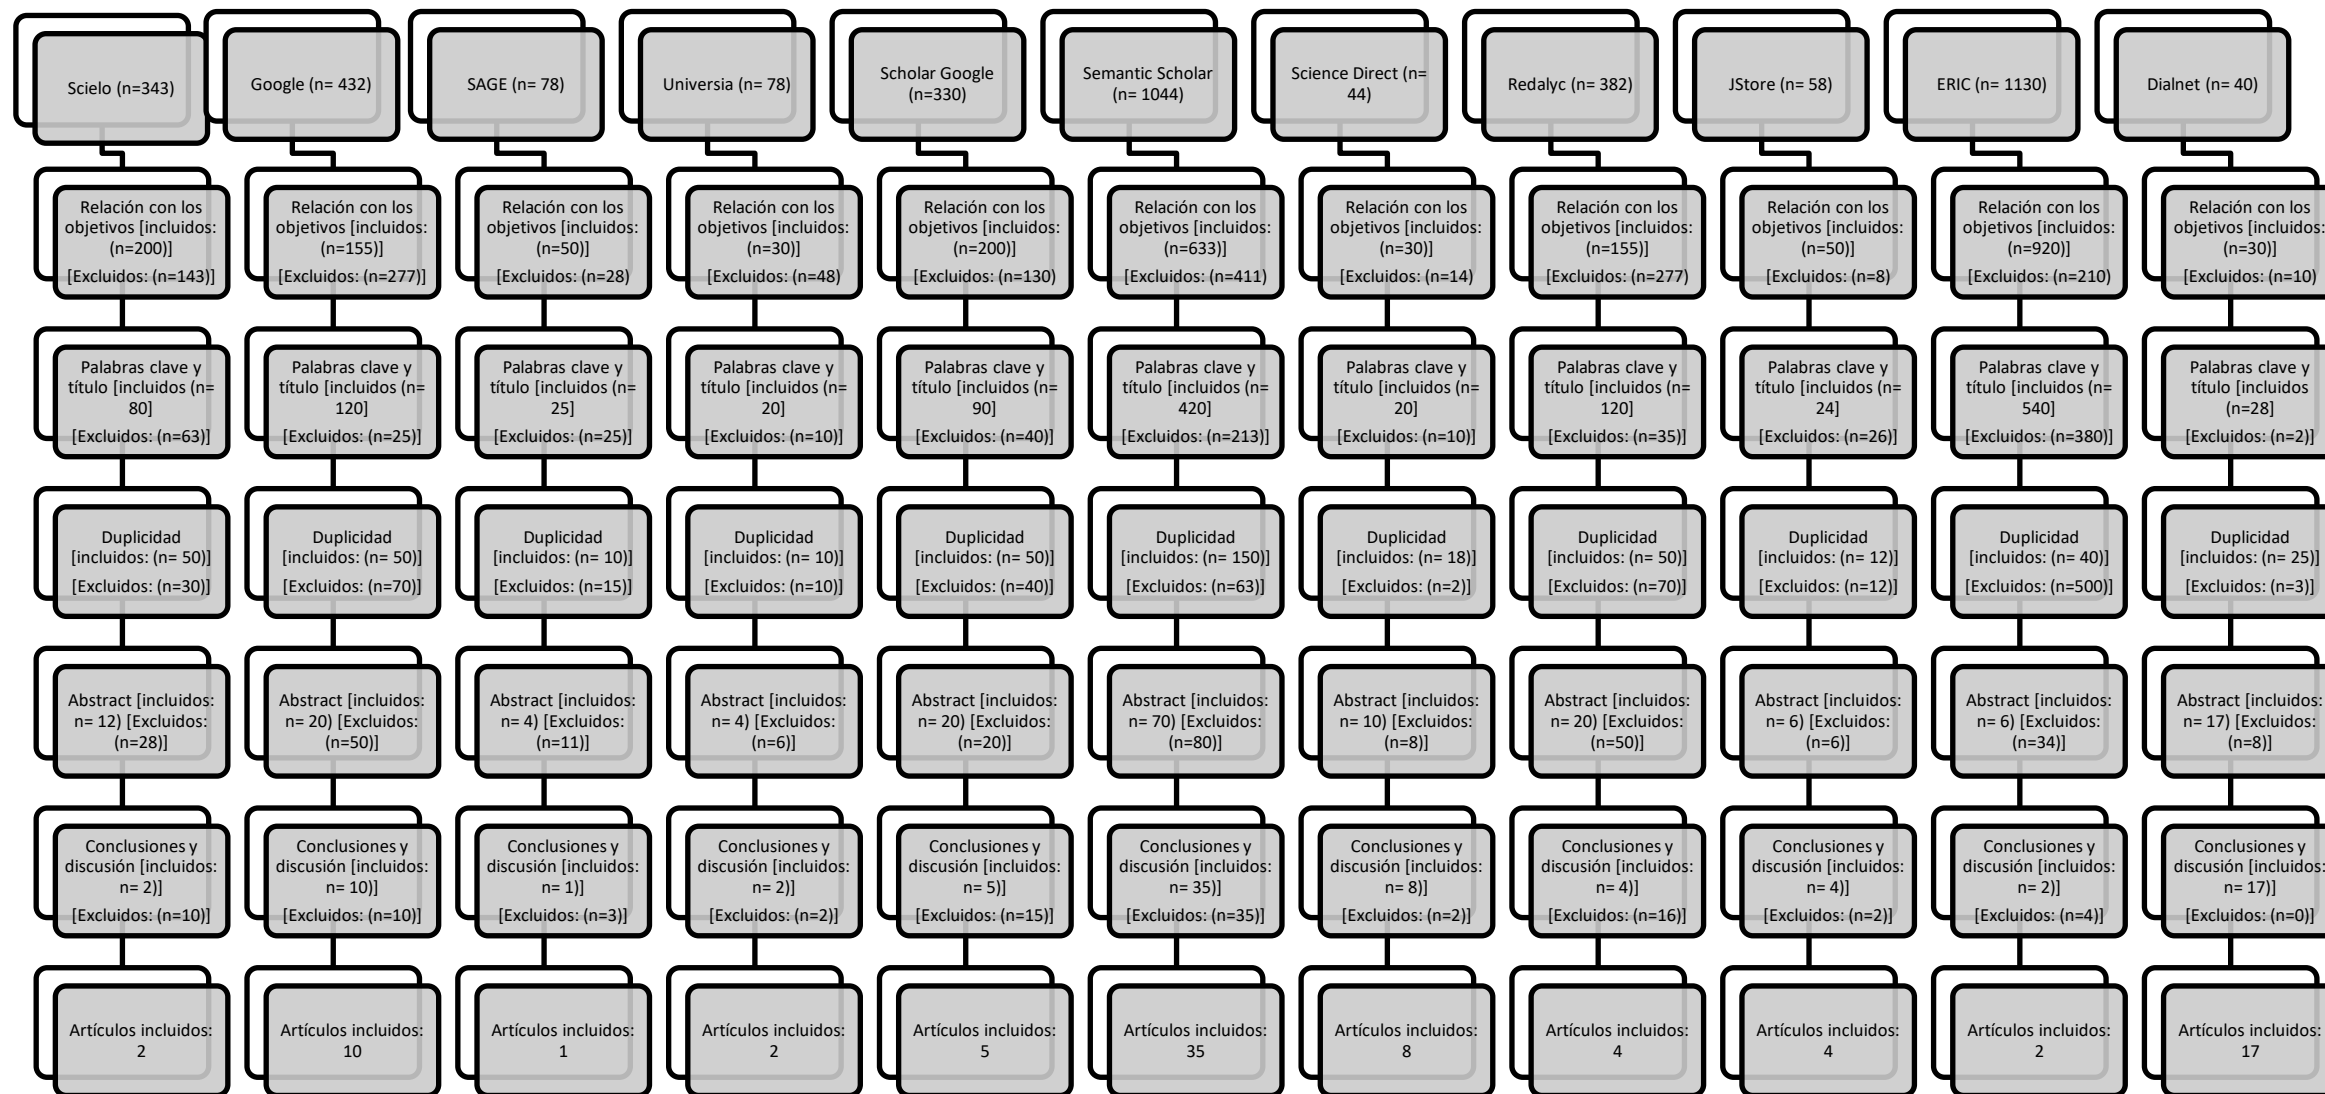 Scielo (n=343)
Google (n= 432)
SAGE (n= 78)
Universia (n= 78)
Scholar Google
(n=330)
Semantic Scholar
(n= 1044)
Science Direct (n=
44)
Redalyc (n= 382)
JStore (n= 58)
ERIC (n= 1130)
Dialnet (n= 40)
Relación con los
objetivos [incluidos:
(n=200)]
[Excluidos: (n=143)]
Relación con los
objetivos [incluidos:
(n=155)]
[Excluidos: (n=277)]
Relación con los
objetivos [incluidos:
(n=50)]
[Excluidos: (n=28)
Relación con los
objetivos [incluidos:
(n=30)]
[Excluidos: (n=48)
Relación con los
objetivos [incluidos:
(n=200)]
[Excluidos: (n=130)
Relación con los
objetivos [incluidos:
(n=633)]
[Excluidos: (n=411)
Relación con los
objetivos [incluidos:
(n=30)]
[Excluidos: (n=14)
Relación con los
objetivos [incluidos:
(n=155)]
[Excluidos: (n=277)
Relación con los
objetivos [incluidos:
(n=50)]
[Excluidos: (n=8)
Relación con los
objetivos [incluidos:
(n=920)]
[Excluidos: (n=210)
Relación con los
objetivos [incluidos:
(n=30)]
[Excluidos: (n=10)
Palabras clave y
título [incluidos (n=
80]
[Excluidos: (n=63)]
Palabras clave y
título [incluidos (n=
120]
[Excluidos: (n=25)]
Palabras clave y
título [incluidos (n=
25]
[Excluidos: (n=25)]
Palabras clave y
título [incluidos (n=
20]
[Excluidos: (n=10)]
Palabras clave y
título [incluidos (n=
90]
[Excluidos: (n=40)]
Palabras clave y
título [incluidos (n=
420]
[Excluidos: (n=213)]
Palabras clave y
título [incluidos (n=
20]
[Excluidos: (n=10)]
Palabras clave y
título [incluidos (n=
120]
[Excluidos: (n=35)]
Palabras clave y
título [incluidos (n=
24]
[Excluidos: (n=26)]
Palabras clave y
título [incluidos (n=
540]
[Excluidos: (n=380)]
Palabras clave y
título [incluidos
(n=28]
[Excluidos: (n=2)]
Duplicidad
[incluidos: (n= 50)]
[Excluidos: (n=30)]
Duplicidad
[incluidos: (n= 50)]
[Excluidos: (n=70)]
Duplicidad
[incluidos: (n= 10)]
[Excluidos: (n=15)]
Duplicidad
[incluidos: (n= 10)]
[Excluidos: (n=10)]
Duplicidad
[incluidos: (n= 50)]
[Excluidos: (n=40)]
Duplicidad
[incluidos: (n= 150)]
[Excluidos: (n=63)]
Duplicidad
[incluidos: (n= 18)]
[Excluidos: (n=2)]
Duplicidad
[incluidos: (n= 50)]
[Excluidos: (n=70)]
Duplicidad
[incluidos: (n= 12)]
[Excluidos: (n=12)]
Duplicidad
[incluidos: (n= 40)]
[Excluidos: (n=500)]
Duplicidad
[incluidos: (n= 25)]
[Excluidos: (n=3)]
Abstract [incluidos:
n= 12) [Excluidos:
(n=28)]
Abstract [incluidos:
n= 20) [Excluidos:
(n=50)]
Abstract [incluidos:
n= 4) [Excluidos:
(n=11)]
Abstract [incluidos:
n= 4) [Excluidos:
(n=6)]
Abstract [incluidos:
n= 20) [Excluidos:
(n=20)]
Abstract [incluidos:
n= 70) [Excluidos:
(n=80)]
Abstract [incluidos:
n= 10) [Excluidos:
(n=8)]
Abstract [incluidos:
n= 20) [Excluidos:
(n=50)]
Abstract [incluidos:
n= 6) [Excluidos:
(n=6)]
Abstract [incluidos:
n= 6) [Excluidos:
(n=34)]
Abstract [incluidos:
n= 17) [Excluidos:
(n=8)]
Conclusiones y
discusión [incluidos:
n= 2)]
[Excluidos: (n=10)]
Conclusiones y
discusión [incluidos:
n= 10)]
[Excluidos: (n=10)]
Conclusiones y
discusión [incluidos:
n= 1)]
[Excluidos: (n=3)]
Conclusiones y
discusión [incluidos:
n= 2)]
[Excluidos: (n=2)]
Conclusiones y
discusión [incluidos:
n= 5)]
[Excluidos: (n=15)]
Conclusiones y
discusión [incluidos:
n= 35)]
[Excluidos: (n=35)]
Conclusiones y
discusión [incluidos:
n= 8)]
[Excluidos: (n=2)]
Conclusiones y
discusión [incluidos:
n= 4)]
[Excluidos: (n=16)]
Conclusiones y
discusión [incluidos:
n= 4)]
[Excluidos: (n=2)]
Conclusiones y
discusión [incluidos:
n= 2)]
[Excluidos: (n=4)]
Conclusiones y
discusión [incluidos:
n= 17)]
[Excluidos: (n=0)]
Artículos incluidos:
2
Artículos incluidos:
10
Artículos incluidos:
1
Artículos incluidos:
2
Artículos incluidos:
5
Artículos incluidos:
35
Artículos incluidos:
8
Artículos incluidos:
4
Artículos incluidos:
4
Artículos incluidos:
2
Artículos incluidos:
17